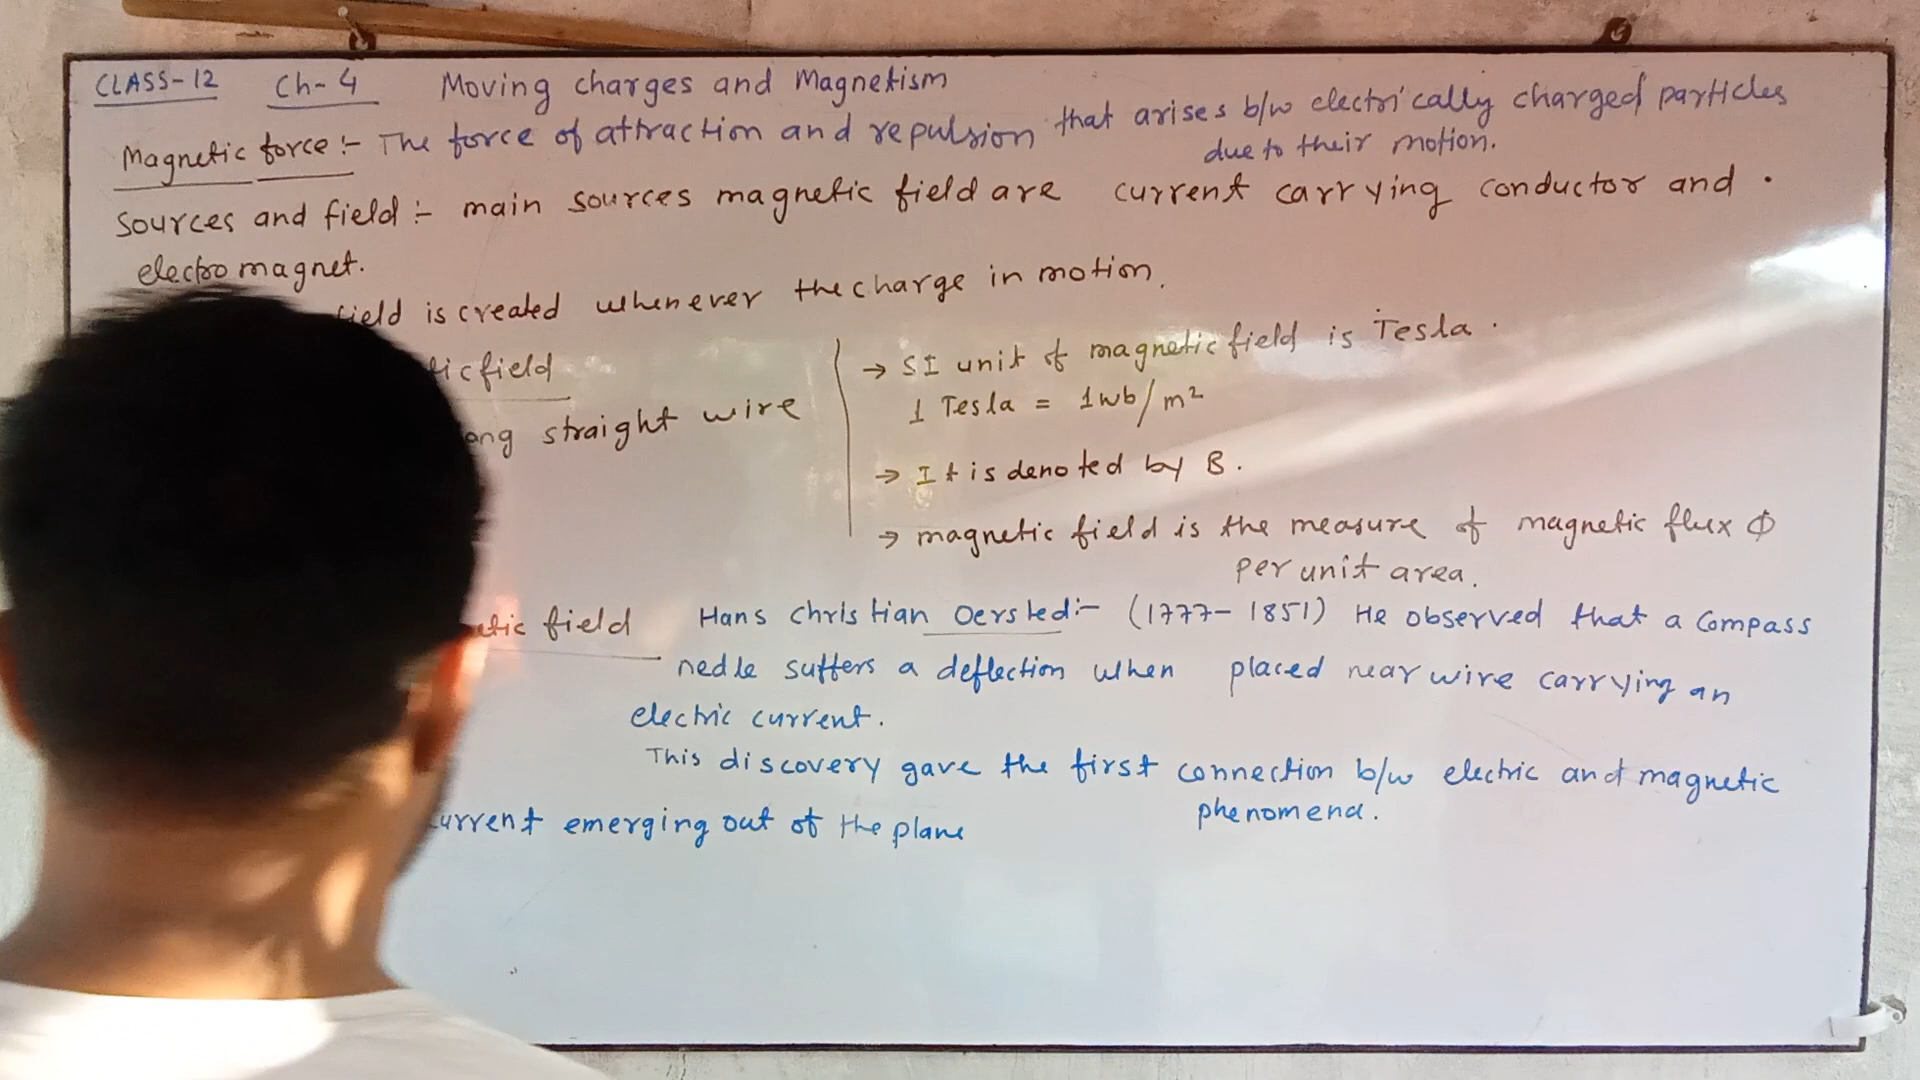 CLASS-12 Ch-4 Moving charges and Magnetism
Magnetic force :- The force of attraction and repulsion that arises b/w electrically charged particles
due to their motion.
Sources and field :- main sources magnetic field are current carrying conductor and .
electromagnet.
field is created whenever the charge in motion.
field
straight wire
→ SI unit of magnetic field is Tesla .
1 Tesla = 1wb/m²
→ It is denoted by B.
→ magnetic field is the measure of magnetic flux Φ
per unit area.
field
Hans Christian Oersted :- (1777-1851) He observed that a Compass
nedle suffers a deflection when placed near wire carrying an
electric current.
This discovery gave the first connection b/w electric and magnetic
phenomena.
current emerging out of the plane